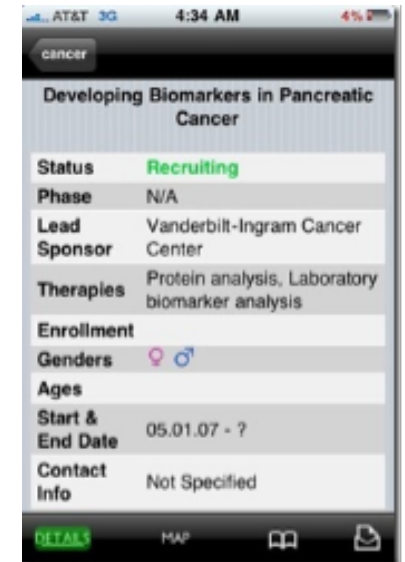 AT&T 3G 4:34 AM 4%
cancer
Developing Biomarkers in Pancreatic
Cancer
Status Recruiting
Phase N/A
Lead Sponsor Vanderbilt-Ingram Cancer Center
Therapies Protein analysis, Laboratory biomarker analysis
Enrollment
Genders ♀ ♂
Ages
Start & End Date 05.01.07 - ?
Contact Info Not Specified
DETAILS MAP